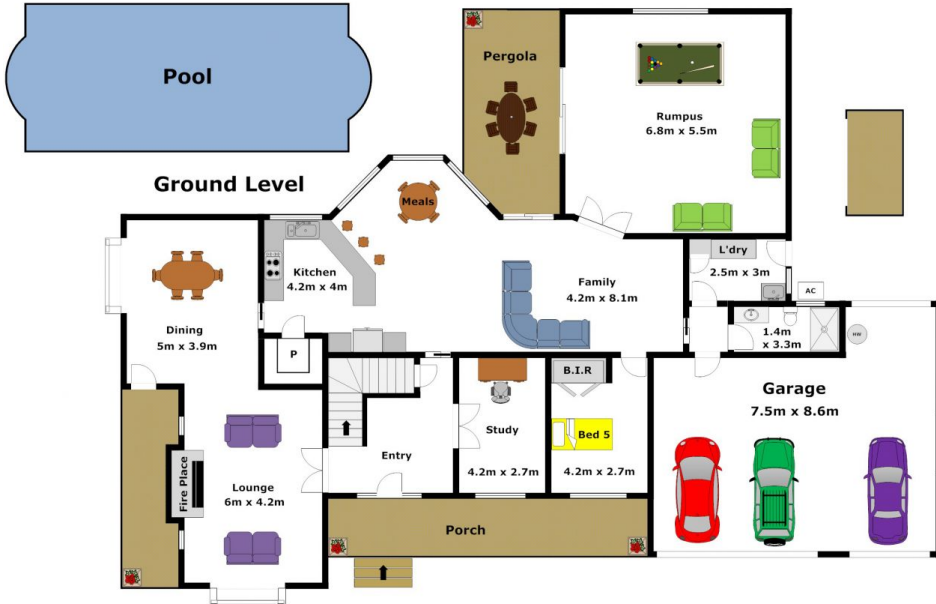 Pool
Pergola
Rumpus
6.8m x 5.5m
Ground Level
Meals
L'dry
2.5m x 3m
Kitchen
4.2m x 4m
Family
4.2m x 8.1m
AC
Dining
5m x 3.9m
1.4m
x 3.3m
HW
P
B.I.R
Garage
7.5m x 8.6m
Study
Bed 5
4.2m x 2.7m
4.2m x 2.7m
Entry
Fire Place
Lounge
6m x 4.2m
Porch